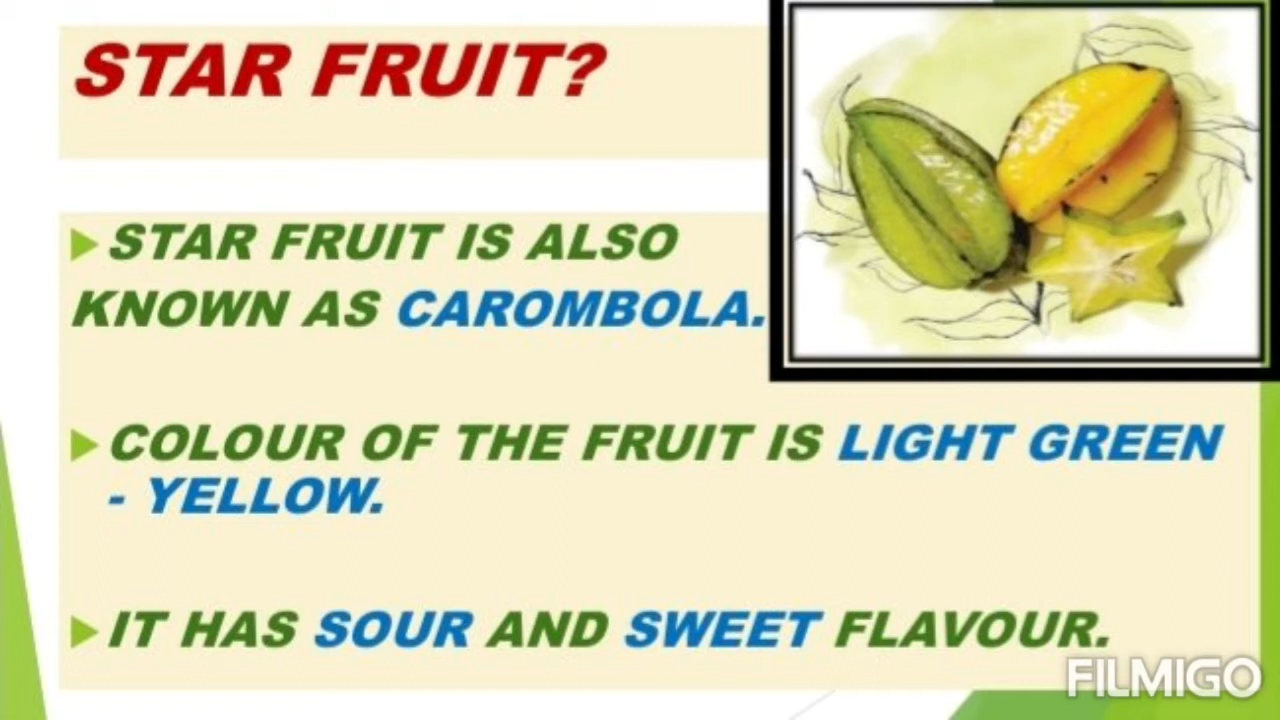 STAR FRUIT?
STAR FRUIT IS ALSO
KNOWN AS CAROMBOLA.
COLOUR OF THE FRUIT IS LIGHT GREEN
- YELLOW.
IT HAS SOUR AND SWEET FLAVOUR.
FILMIGO